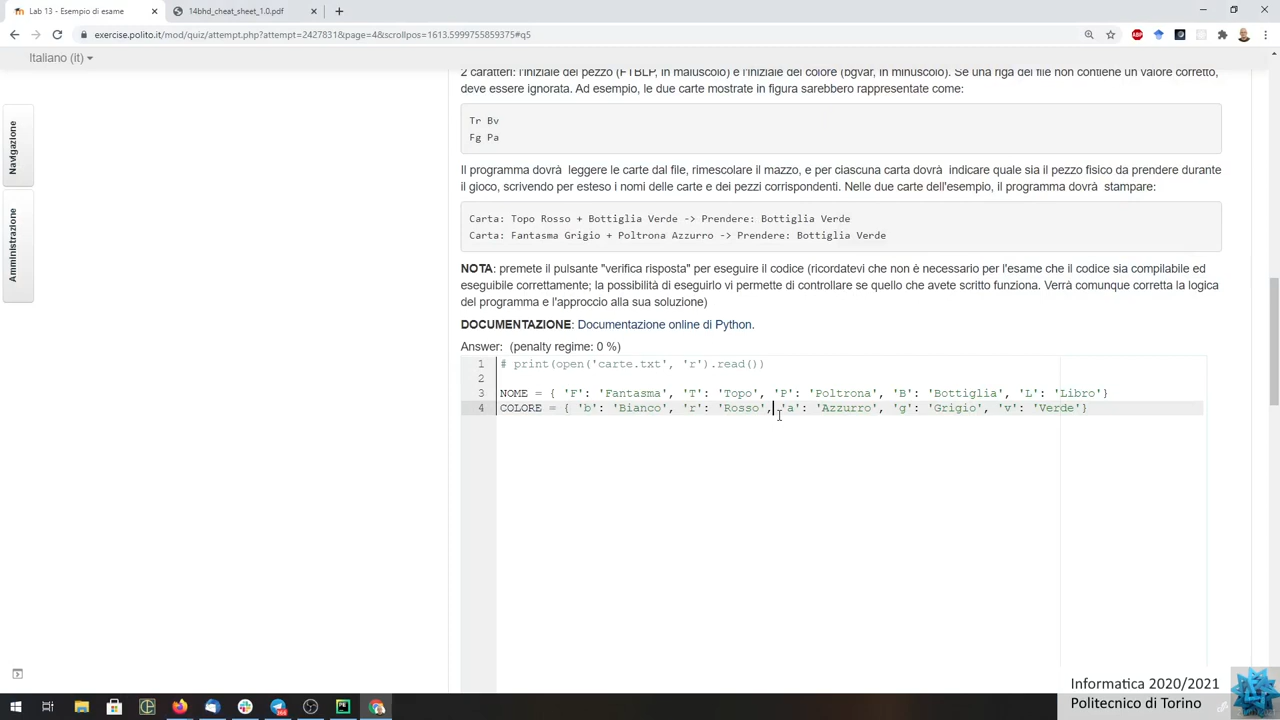 Lab 13 - Esempio di esame
14bhd_cheat_sheet_1.0.pdf
exercise.polito.it/mod/quiz/attempt.php?attempt=2427831&page=4&scrollpos=1613.5999755859375#q5
Italiano (it)
Navigazione
Amministrazione
2 caratteri: l'iniziale del pezzo (FTBLP, in maiuscolo) e l'iniziale del colore (bgvar, in minuscolo). Se una riga del file non contiene un valore corretto,
deve essere ignorata. Ad esempio, le due carte mostrate in figura sarebbero rappresentate come:
Tr Bv
Fg Pa
Il programma dovrà leggere le carte dal file, rimescolare il mazzo, e per ciascuna carta dovrà indicare quale sia il pezzo fisico da prendere durante
il gioco, scrivendo per esteso i nomi delle carte e dei pezzi corrispondenti. Nelle due carte dell'esempio, il programma dovrà stampare:
Carta: Topo Rosso + Bottiglia Verde -> Prendere: Bottiglia Verde
Carta: Fantasma Grigio + Poltrona Azzurro -> Prendere: Bottiglia Verde
NOTA: premete il pulsante "verifica risposta" per eseguire il codice (ricordatevi che non è necessario per l'esame che il codice sia compilabile ed
eseguibile correttamente; la possibilità di eseguirlo vi permette di controllare se quello che avete scritto funziona. Verrà comunque corretta la logica
del programma e l'approccio alla sua soluzione)
DOCUMENTAZIONE: Documentazione online di Python.
Answer: (penalty regime: 0 %)
1 # print(open('carte.txt', 'r').read())
2
3 NOME = { 'F': 'Fantasma', 'T': 'Topo', 'P': 'Poltrona', 'B': 'Bottiglia', 'L': 'Libro'}
4 COLORE = { 'b': 'Bianco', 'r': 'Rosso', 'a': 'Azzurro', 'g': 'Grigio', 'v': 'Verde'}
Informatica 2020/2021
Politecnico di Torino